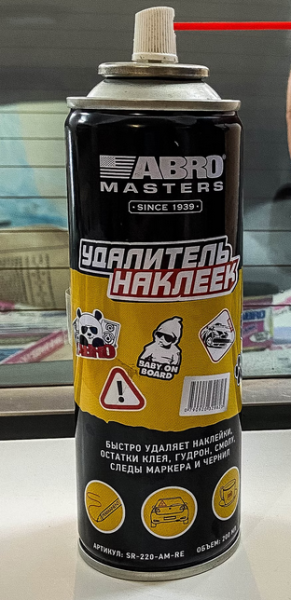 ABRO
MASTERS
SINCE 1939
УДАЛИТЕЛЬ
НАКЛЕЕК
ABRO
BABY ON
BOARD
БЫСТРО УДАЛЯЕТ НАКЛЕЙКИ,
ОСТАТКИ КЛЕЯ, ГУДРОН, СМОЛУ,
СЛЕДЫ МАРКЕРА И ЧЕРНИЛ
АРТИКУЛ: SR-220-AM-RE
ОБЪЕМ: